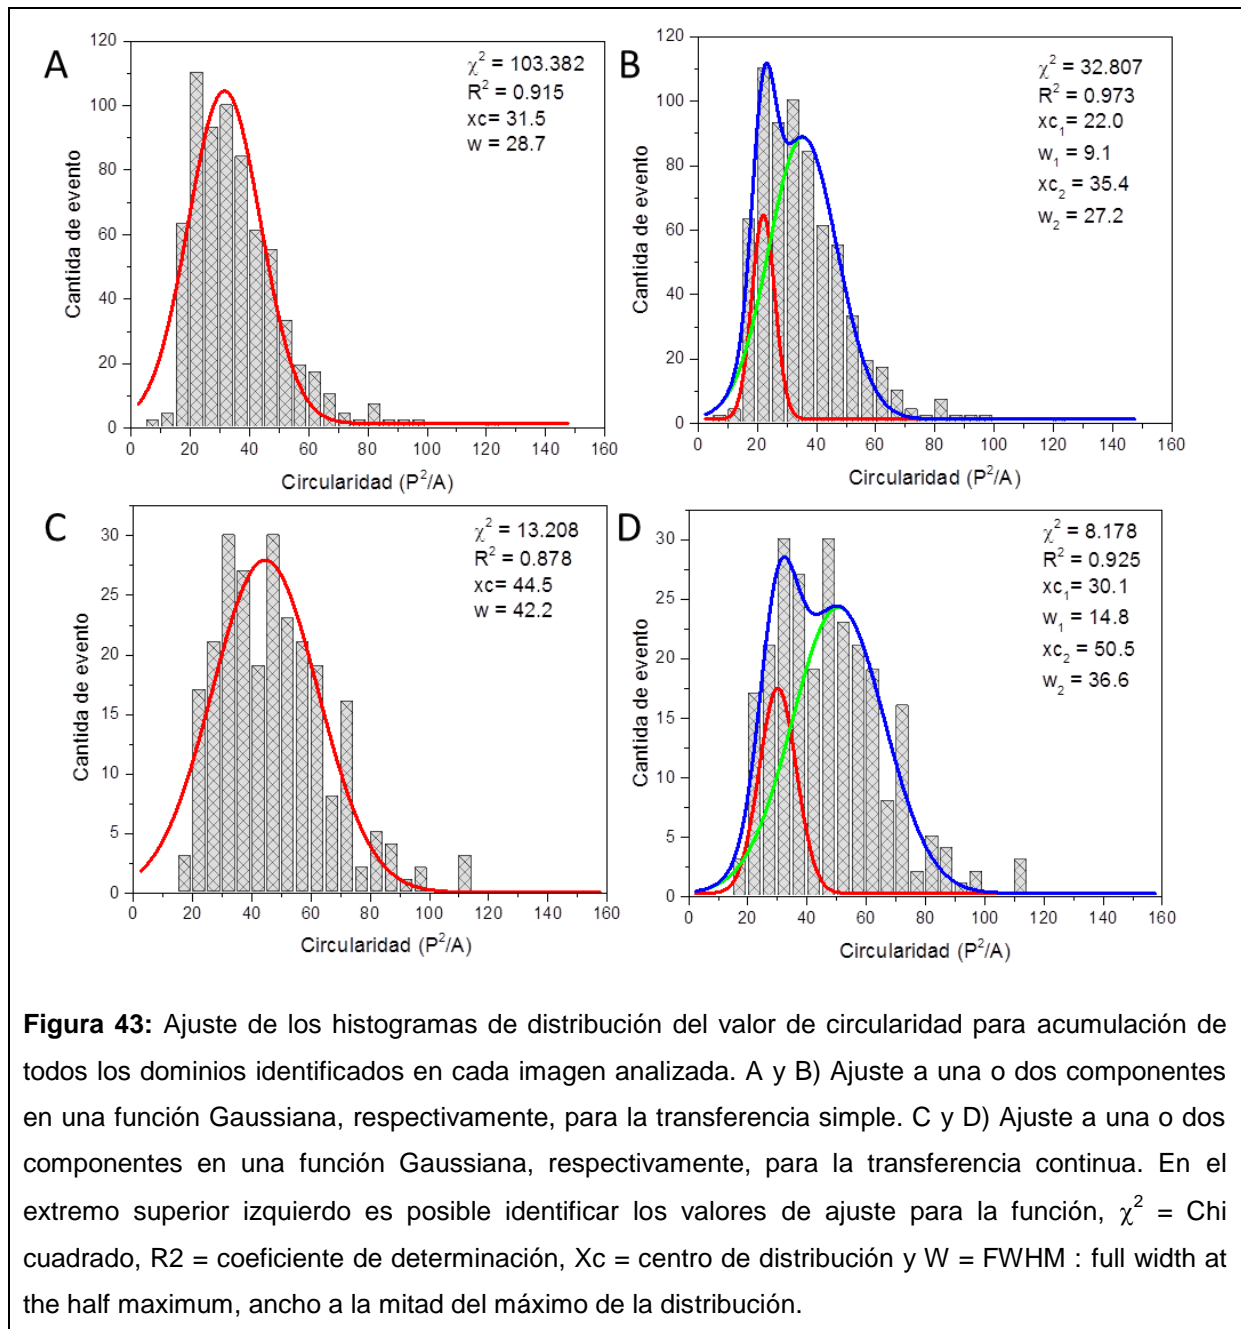 A
χ² = 103.382
R² = 0.915
xc= 31.5
w = 28.7
120
100
80
60
40
20
0
Cantida de evento
0 20 40 60 80 100 120 140 160
Circularidad (P²/A)
B
χ² = 32.807
R² = 0.973
xc₁= 22.0
w₁ = 9.1
xc₂ = 35.4
w₂ = 27.2
120
100
80
60
40
20
0
Cantida de evento
0 20 40 60 80 100 120 140 160
Circularidad (P²/A)
C
χ² = 13.208
R² = 0.878
xc= 44.5
w = 42.2
30
25
20
15
10
5
0
Cantida de evento
0 20 40 60 80 100 120 140 160
Circularidad (P²/A)
D
χ² = 8.178
R² = 0.925
xc₁= 30.1
w₁ = 14.8
xc₂ = 50.5
w₂ = 36.6
30
25
20
15
10
5
0
Cantida de evento
0 20 40 60 80 100 120 140 160
Circularidad (P²/A)
Figura 43: Ajuste de los histogramas de distribución del valor de circularidad para acumulación de
todos los dominios identificados en cada imagen analizada. A y B) Ajuste a una o dos componentes
en una función Gaussiana, respectivamente, para la transferencia simple. C y D) Ajuste a una o dos
componentes en una función Gaussiana, respectivamente, para la transferencia continua. En el
extremo superior izquierdo es posible identificar los valores de ajuste para la función, χ² = Chi
cuadrado, R2 = coeficiente de determinación, Xc = centro de distribución y W = FWHM : full width at
the half maximum, ancho a la mitad del máximo de la distribución.